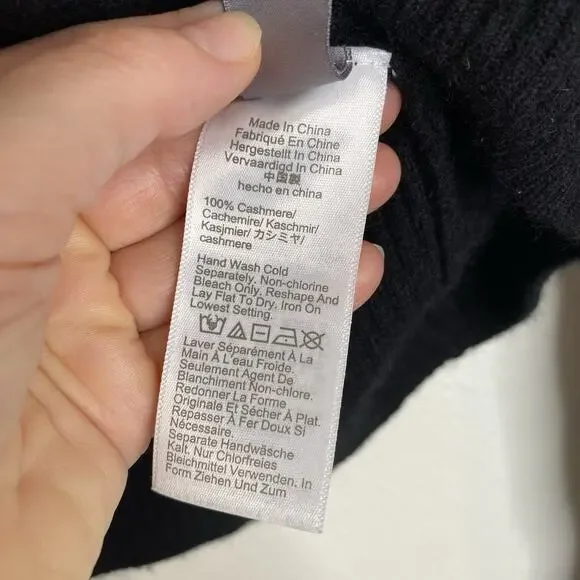 Made In China
Fabriqué En Chine
Hergestellt In China
Vervaardigd In China
中国製
hecho en china
100% Cashmere/
Cachemire/ Kaschmir/
Kasjmier/ カシミヤ/
cashmere
Hand Wash Cold
Separately. Non-chlorine
Bleach Only, Reshape And
Lay Flat To Dry, Iron On
Lowest Setting.
Laver Séparément À La
Main À L'eau Froide.
Seulement Agent De
Blanchiment Non-chlore.
Redonner La Forme
Originale Et Sécher À Plat.
Repasser À Fer Doux Si
Nécessaire.
Separate Handwäsche
Kalt. Nur Chlorfreies
Bleichmittel Verwenden. In
Form Ziehen Und Zum